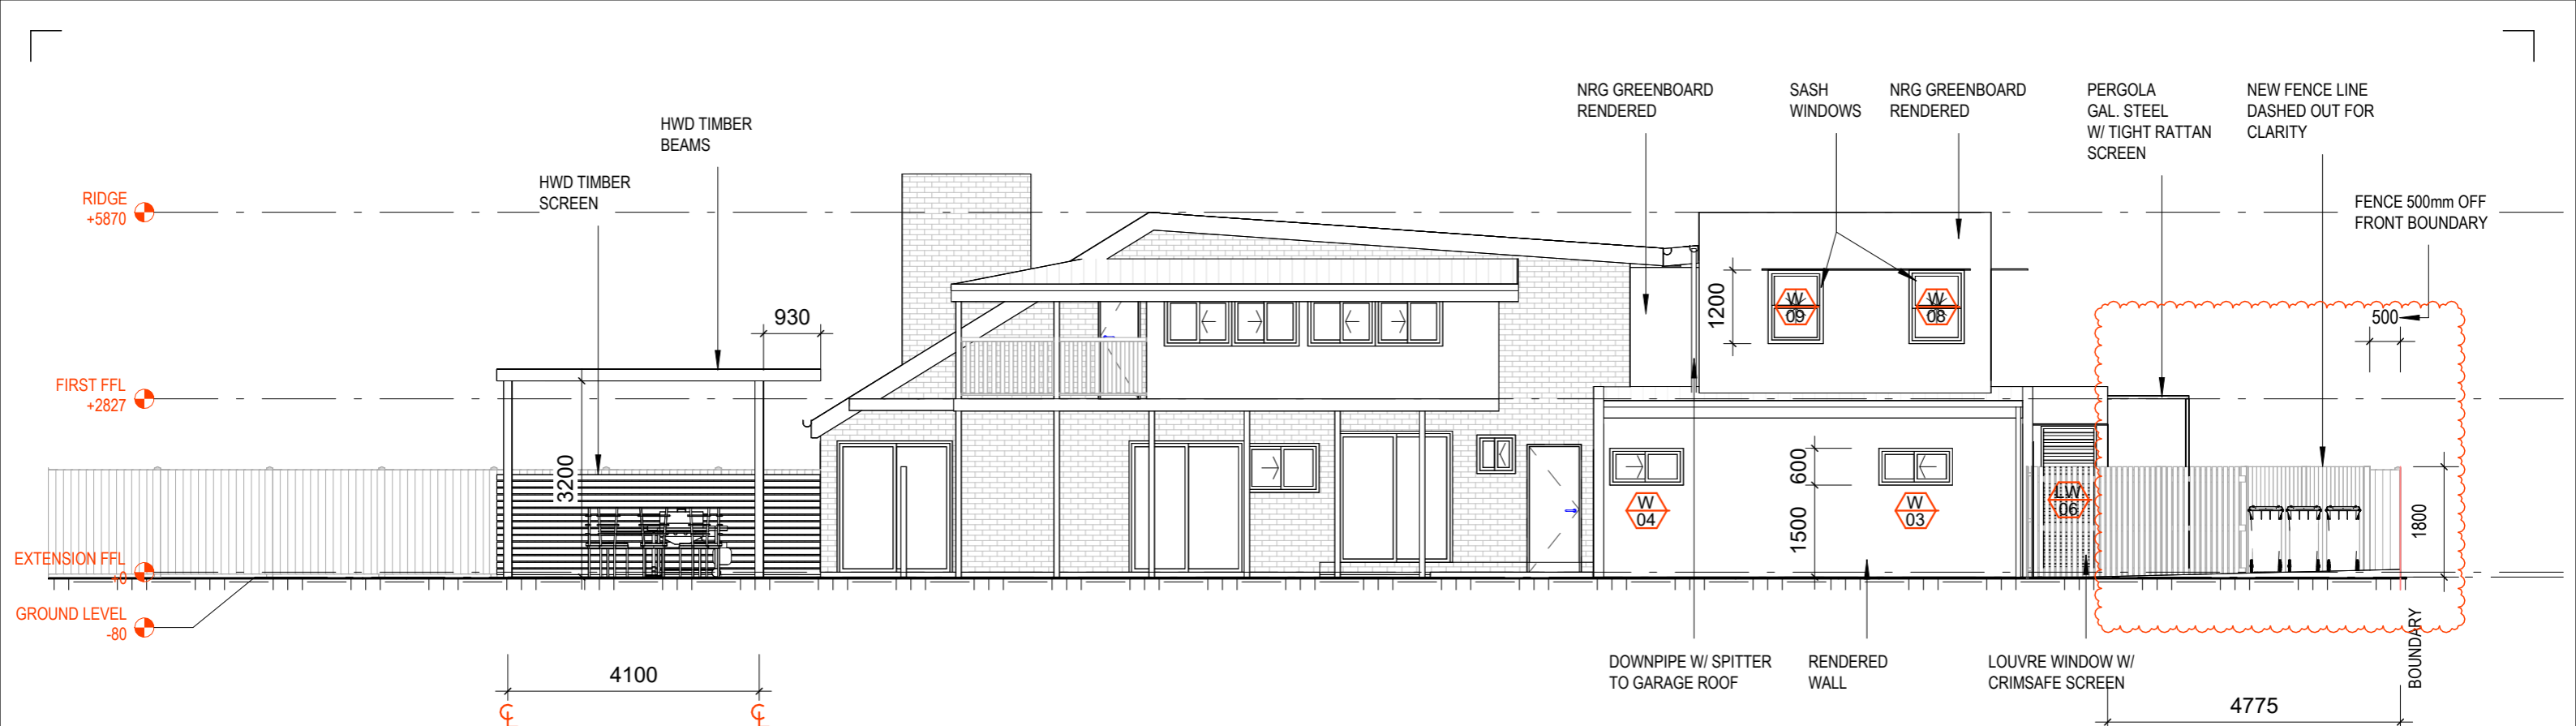 NRG GREENBOARD
RENDERED
SASH
WINDOWS
NRG GREENBOARD
RENDERED
PERGOLA
GAL. STEEL
W/ TIGHT RATTAN
SCREEN
NEW FENCE LINE
DASHED OUT FOR
CLARITY
HWD TIMBER
BEAMS
HWD TIMBER
SCREEN
RIDGE
+5870
FENCE 500mm OFF
FRONT BOUNDARY
930
1200
W
09
W
08
500
FIRST FFL
+2827
3200
600
1500
W
04
W
03
LW
06
1800
EXTENSION FFL
+0
GROUND LEVEL
-80
BOUNDARY
4100
DOWNPIPE W/ SPITTER
TO GARAGE ROOF
RENDERED
WALL
LOUVRE WINDOW W/
CRIMSAFE SCREEN
4775